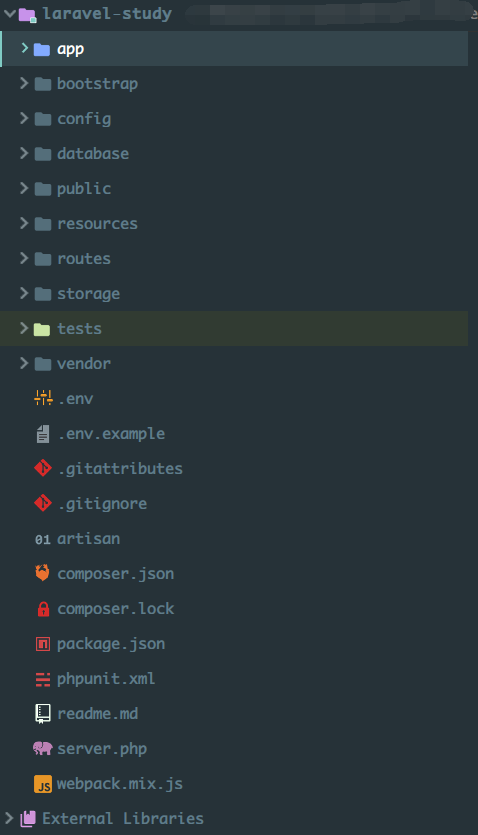 laravel-study
app
bootstrap
config
database
public
resources
routes
storage
tests
vendor
.env
.env.example
.gitattributes
.gitignore
01 artisan
composer.json
composer.lock
package.json
phpunit.xml
readme.md
server.php
JS webpack.mix.js
External Libraries